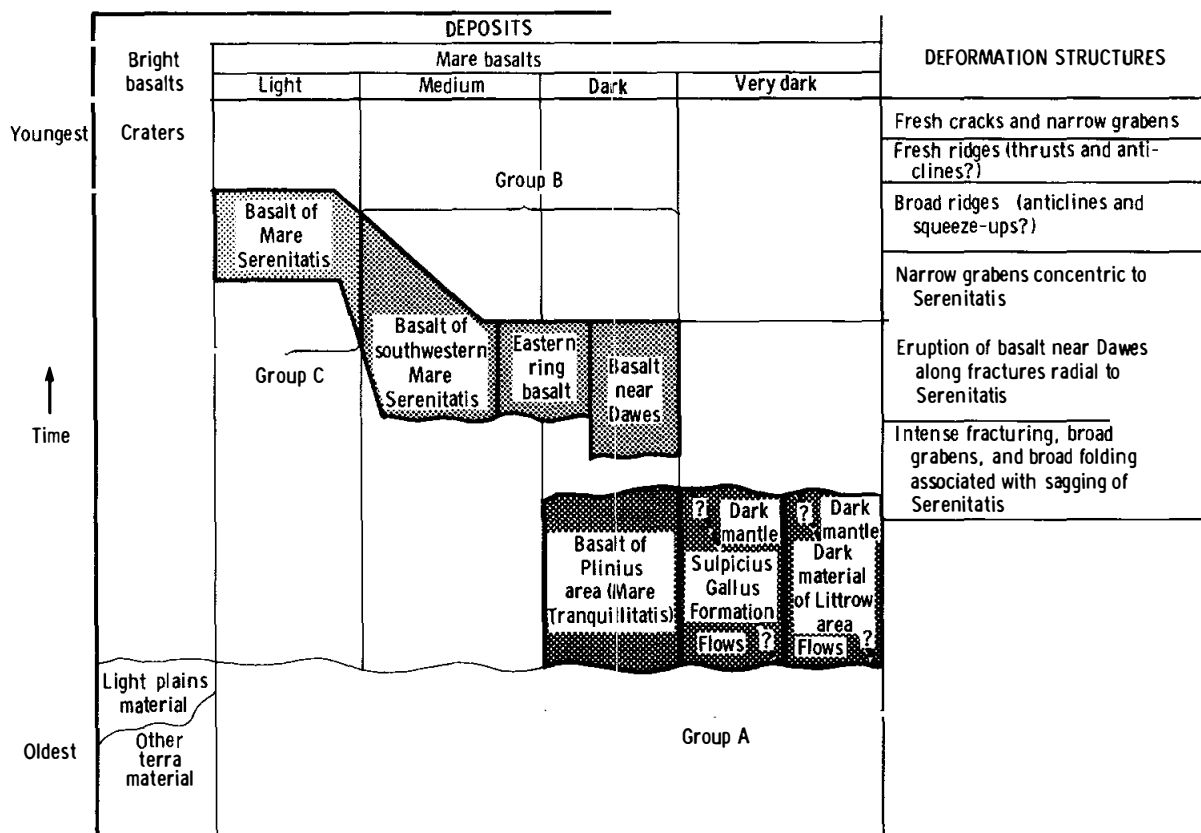 DEPOSITS
Bright
basalts
Mare basalts
Light
Medium
Dark
Very dark
DEFORMATION STRUCTURES
Youngest
Craters
Fresh cracks and narrow grabens
Fresh ridges (thrusts and anti-
clines?)
Group B
Broad ridges (anticlines and
squeeze-ups?)
Basalt of
Mare
Serenitatis
Narrow grabens concentric to
Serenitatis
Basalt of
southwestern
Mare
Serenitatis
Eastern
ring
basalt
Basalt
near
Dawes
Eruption of basalt near Dawes
along fractures radial to
Serenitatis
Group C
Time
Intense fracturing, broad
grabens, and broad folding
associated with sagging of
Serenitatis
Basalt of
Plinius
area (Mare
Tranquillitatis)
? Dark
mantle
Sulpicius
Gallus
Formation
Flows ?
? Dark
mantle
Dark
material
of Littrow
area
Flows ?
Light plains
material
Oldest
Other
terra
material
Group A